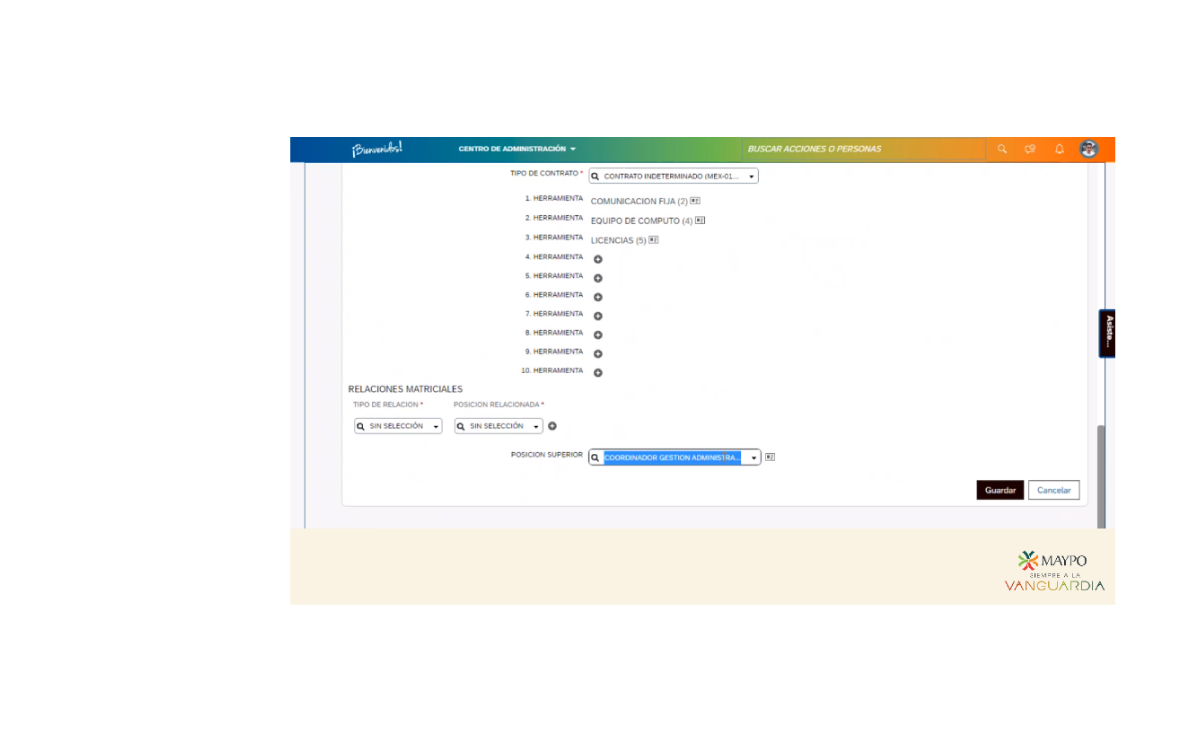 ¡Bienvenidos!
CENTRO DE ADMINISTRACIÓN
BUSCAR ACCIONES O PERSONAS
TIPO DE CONTRATO * CONTRATO INDETERMINADO (MEX-01...
1. HERRAMIENTA COMUNICACION FIJA (2)
2. HERRAMIENTA EQUIPO DE COMPUTO (4)
3. HERRAMIENTA LICENCIAS (5)
4. HERRAMIENTA
5. HERRAMIENTA
6. HERRAMIENTA
7. HERRAMIENTA
8. HERRAMIENTA
9. HERRAMIENTA
10. HERRAMIENTA
Asiste...
RELACIONES MATRICIALES
TIPO DE RELACION * POSICION RELACIONADA *
SIN SELECCIÓN SIN SELECCIÓN
POSICION SUPERIOR COORDINADOR GESTION ADMINISTRA...
Guardar Cancelar
MAYPO
SIEMPRE A LA
VANGUARDIA